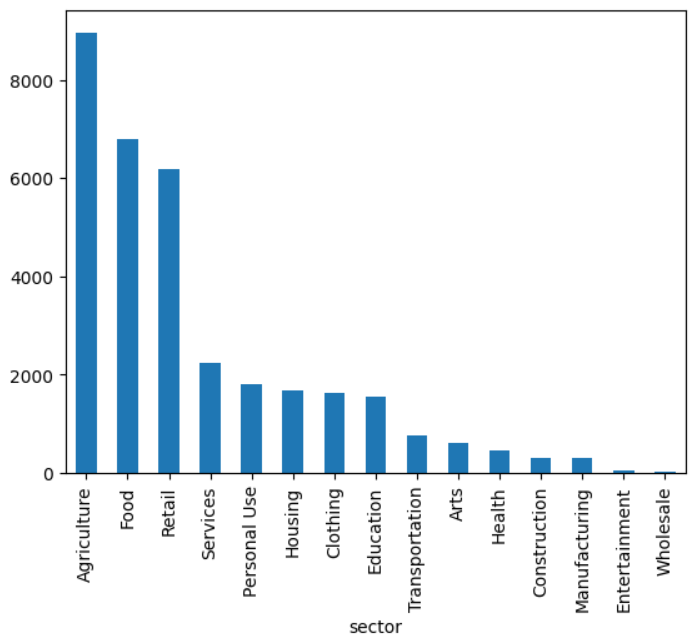 8000
6000
4000
2000
0
Agriculture
Food
Retail
Services
Personal Use
Housing
Clothing
Education
Transportation
Arts
Health
Construction
Manufacturing
Entertainment
Wholesale
sector